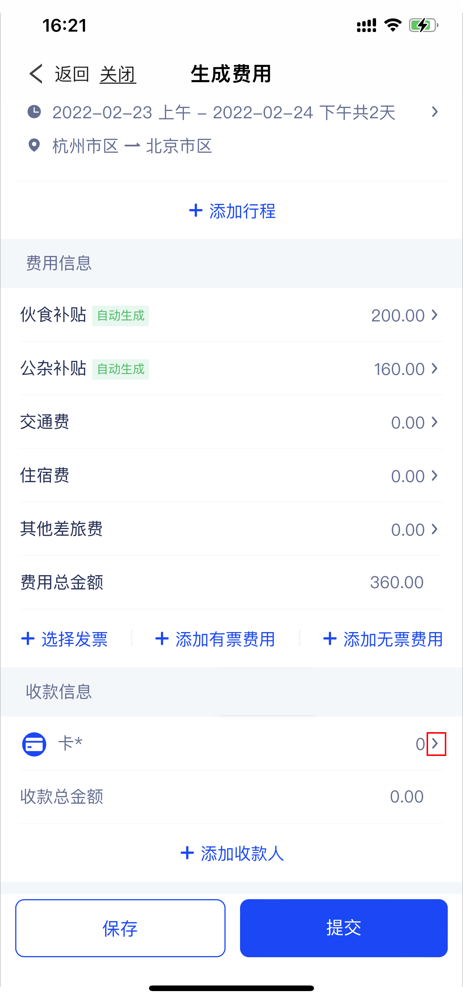 16:21
返回 关闭 生成费用
2022-02-23 上午 - 2022-02-24 下午共2天
杭州市区 北京市区
+ 添加行程
费用信息
伙食补贴 自动生成 200.00
公杂补贴 自动生成 160.00
交通费 0.00
住宿费 0.00
其他差旅费 0.00
费用总金额 360.00
+ 选择发票 + 添加有票费用 + 添加无票费用
收款信息
卡* 0
收款总金额 0.00
+ 添加收款人
保存 提交